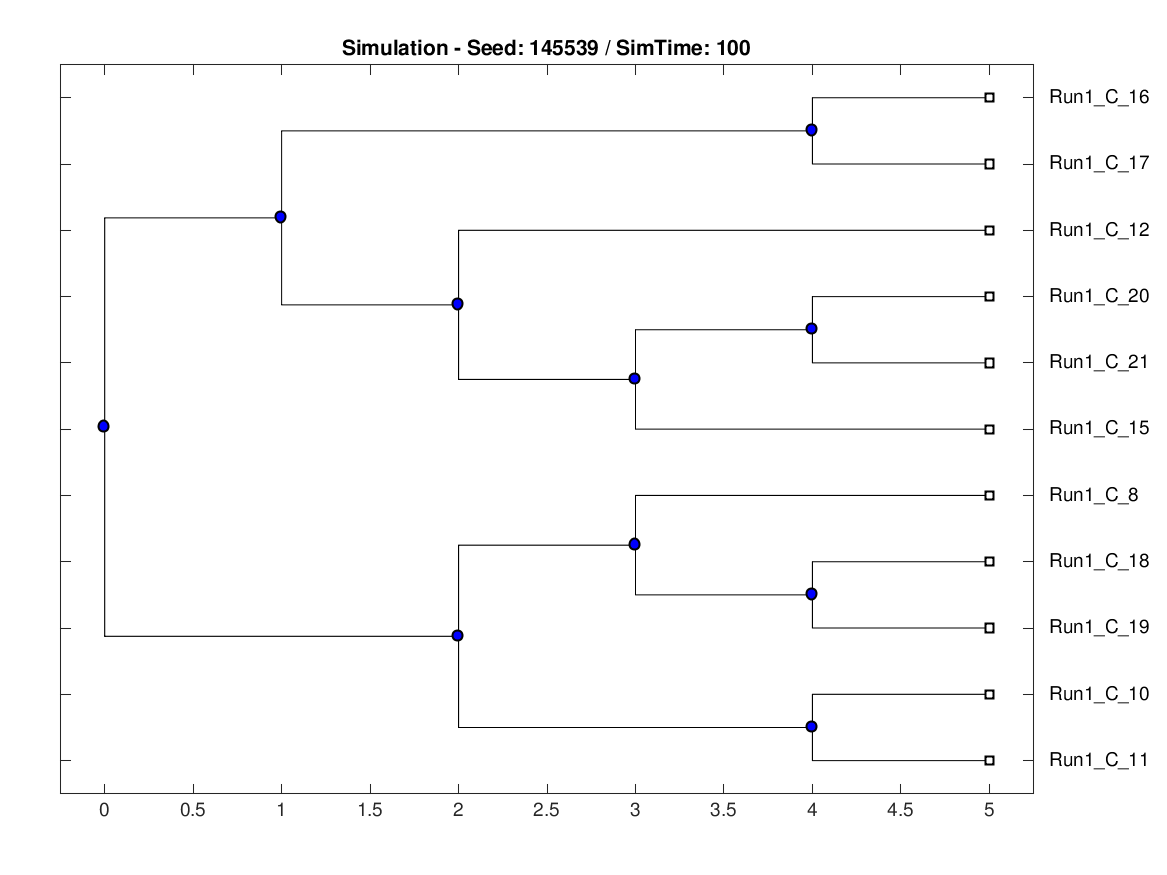 Simulation - Seed: 145539 / SimTime: 100
Run1_C_16
Run1_C_17
Run1_C_12
Run1_C_20
Run1_C_21
Run1_C_15
Run1_C_8
Run1_C_18
Run1_C_19
Run1_C_10
Run1_C_11
0 0.5 1 1.5 2 2.5 3 3.5 4 4.5 5